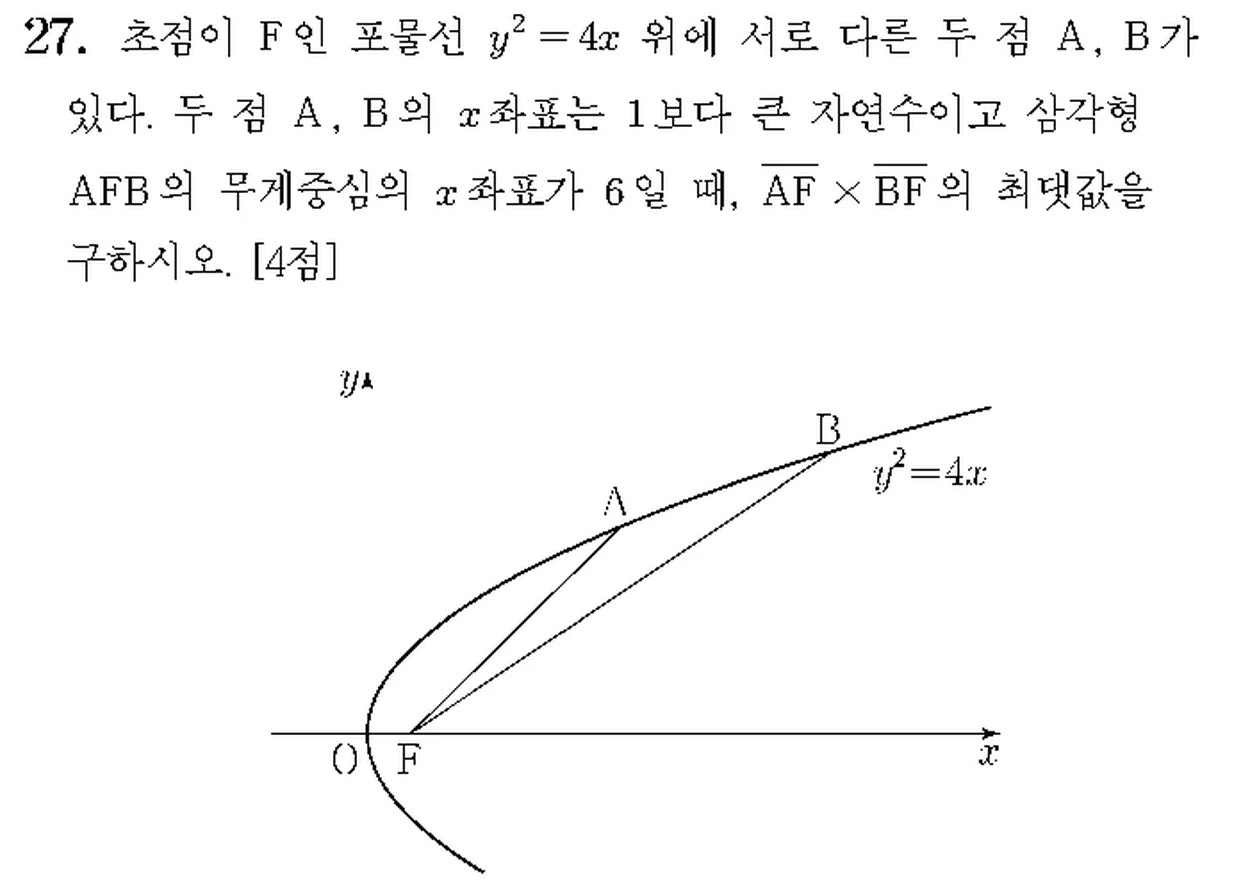 27. 초점이 F인 포물선 y² = 4x 위에 서로 다른 두 점 A, B가
있다. 두 점 A, B의 x좌표는 1보다 큰 자연수이고 삼각형
AFB의 무게중심의 x좌표가 6일 때, A̅F̅ × B̅F̅의 최댓값을
구하시오. [4점]
y
B
y²=4x
A
O F
x